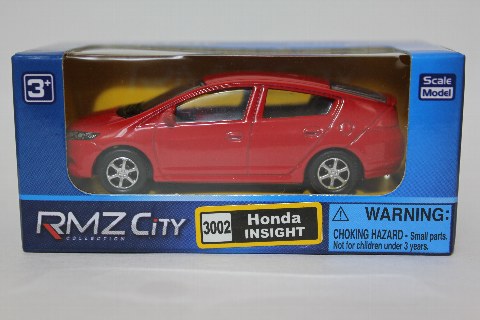 3+
Scale
Model
RMZ City
COLLECTION
3002
Honda
INSIGHT
WARNING:
CHOKING HAZARD - Small parts.
Not for children under 3 years.